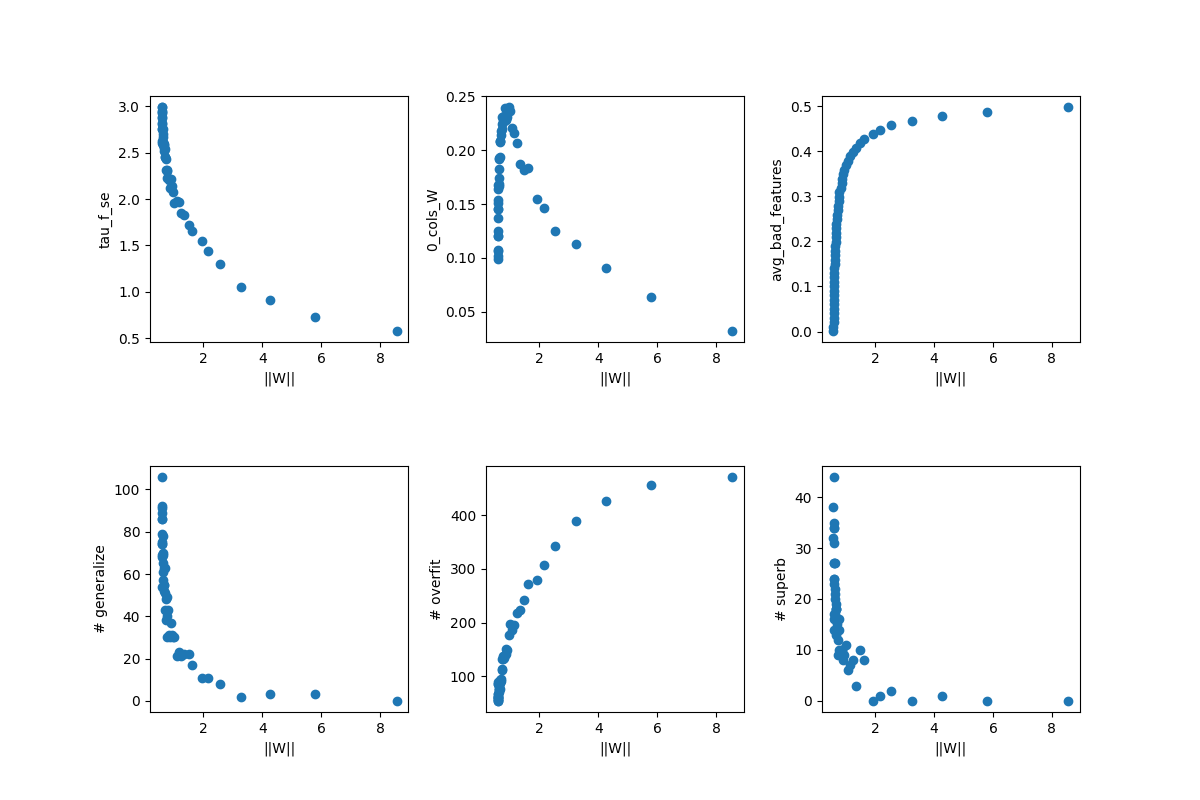 3.0
2.5
2.0
1.5
1.0
0.5
tau_f_se
2 4 6 8
||W||
0.25
0.20
0.15
0.10
0.05
0_cols_W
2 4 6 8
||W||
0.5
0.4
0.3
0.2
0.1
0.0
avg_bad_features
2 4 6 8
||W||
100
80
60
40
20
0
# generalize
2 4 6 8
||W||
400
300
200
100
# overfit
2 4 6 8
||W||
40
30
20
10
0
# superb
2 4 6 8
||W||